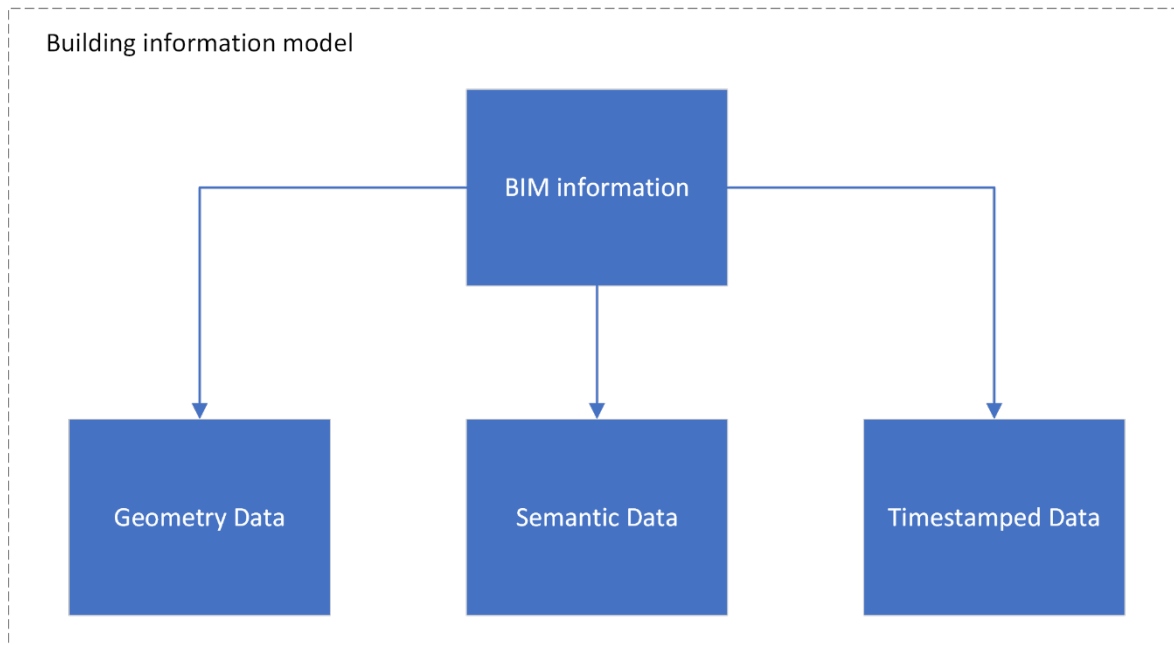 Building information model
BIM information
Geometry Data
Semantic Data
Timestamped Data